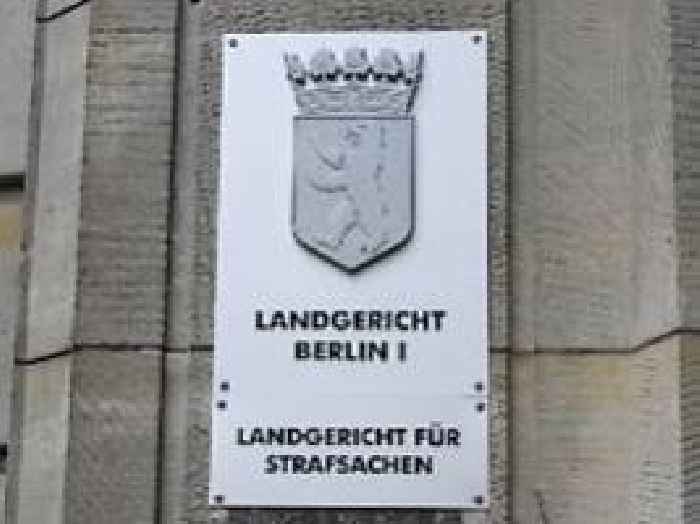 LANDGERICHT
BERLIN I
LANDGERICHT FÜR
STRAFSACHEN